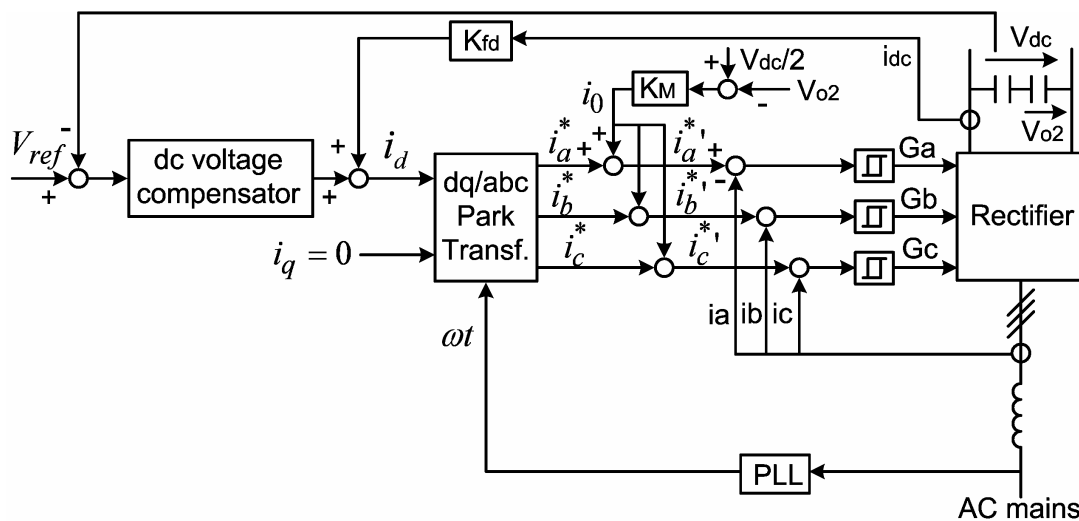 Kfd
idc
Vdc
+
Vdc/2
KM
-
Vo2
i0
Vo2
Vref
-
+
dc voltage
compensator
+
+
id
dq/abc
Park
Transf.
ia*
+
+
ia*'
+
-
Ga
ib*
ib*'
Gb
Rectifier
iq = 0
ic*
ic*'
Gc
ia
ib
ic
ωt
PLL
AC mains